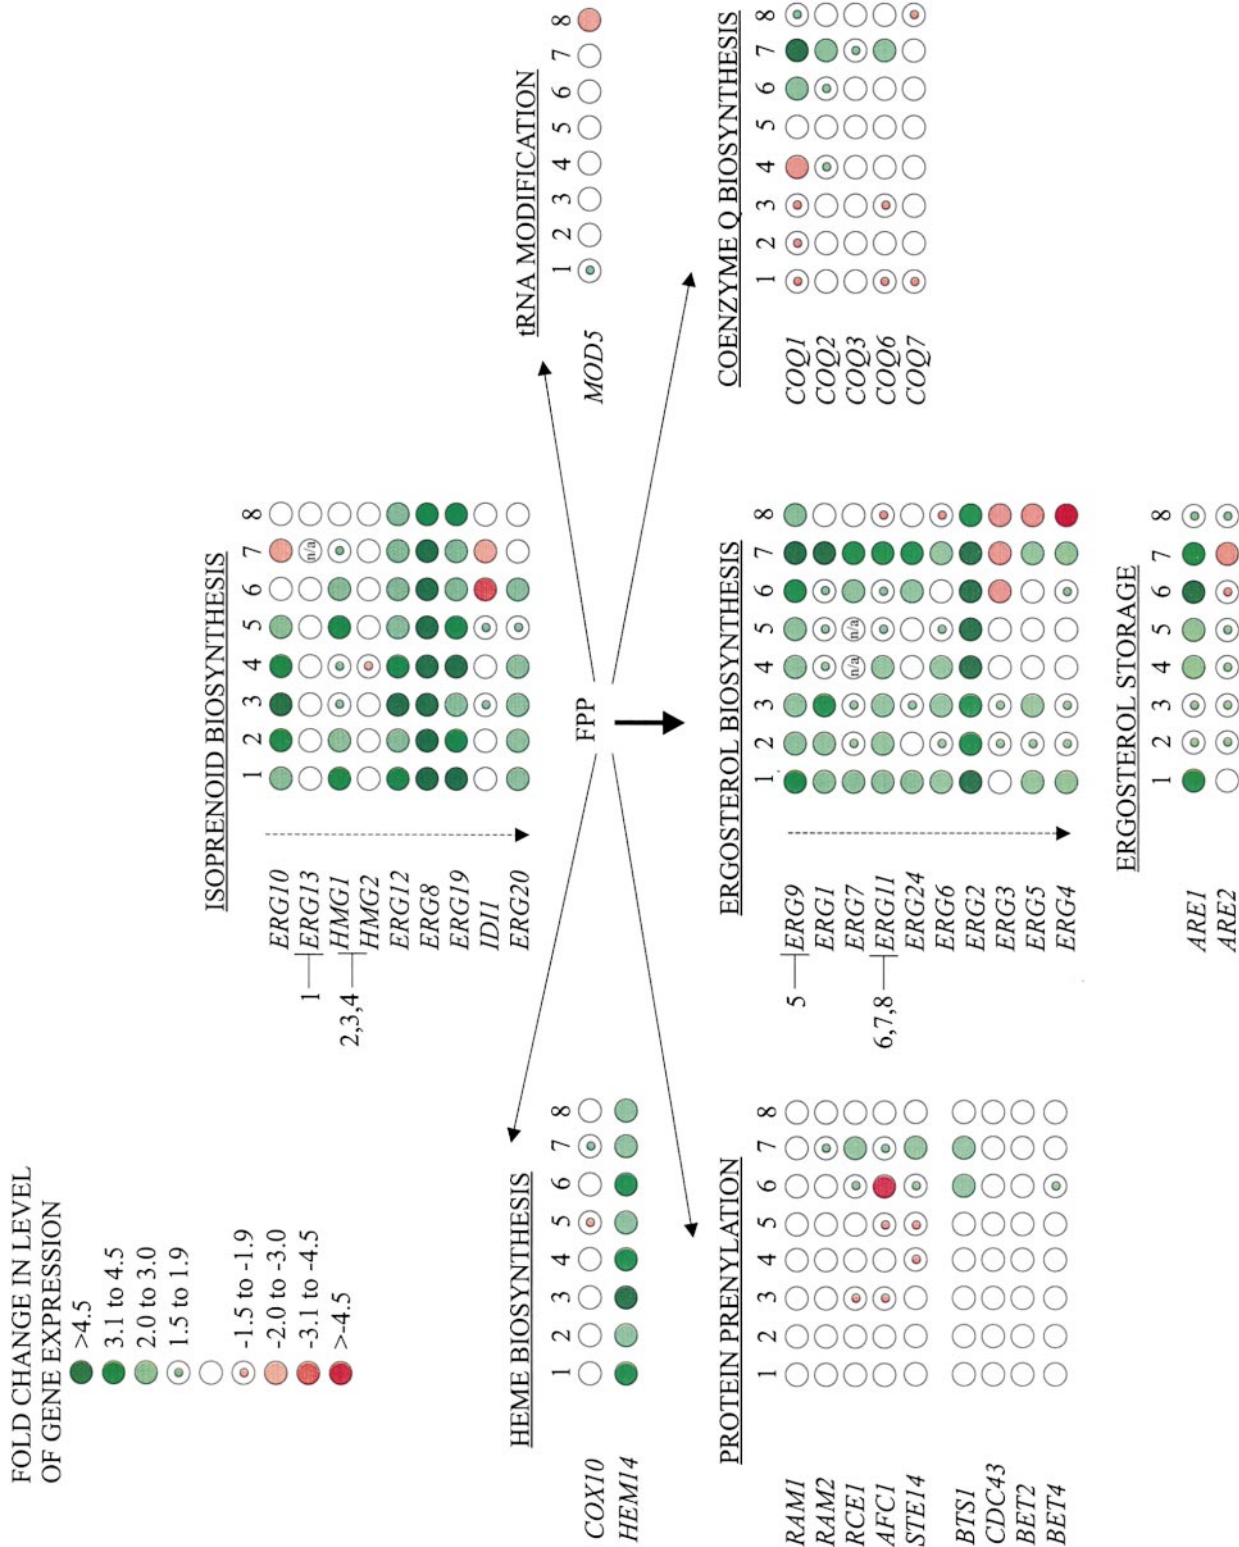 FOLD CHANGE IN LEVEL
OF GENE EXPRESSION
>4.5
3.1 to 4.5
2.0 to 3.0
1.5 to 1.9
-1.5 to -1.9
-2.0 to -3.0
-3.1 to -4.5
>-4.5
ISOPRENOID BIOSYNTHESIS
1 2 3 4 5 6 7 8
ERG10
1 ERG13 n/a
HMG1
2,3,4
HMG2
ERG12
ERG8
ERG19
IDI1
ERG20
HEME BIOSYNTHESIS
1 2 3 4 5 6 7 8
COX10
HEM14
FPP
tRNA MODIFICATION
1 2 3 4 5 6 7 8
MOD5
PROTEIN PRENYLATION
1 2 3 4 5 6 7 8
RAM1
RAM2
RCE1
AFC1
STE14
BTS1
CDC43
BET2
BET4
ERGOSTEROL BIOSYNTHESIS
1 2 3 4 5 6 7 8
5 ERG9
ERG1
ERG7 n/a n/a
6,7,8 ERG11
ERG24
ERG6
ERG2
ERG3
ERG5
ERG4
COENZYME Q BIOSYNTHESIS
1 2 3 4 5 6 7 8
COQ1
COQ2
COQ3
COQ6
COQ7
ERGOSTEROL STORAGE
1 2 3 4 5 6 7 8
ARE1
ARE2